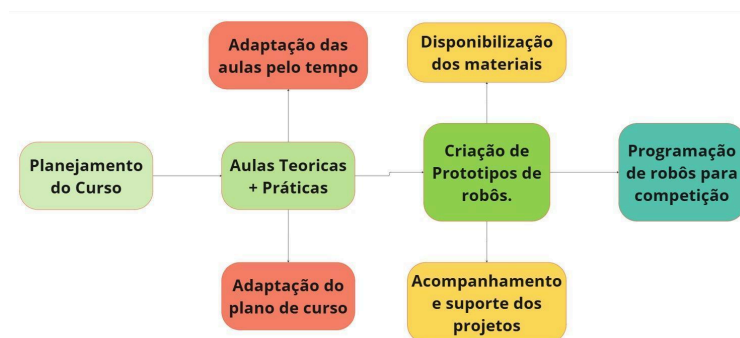 Adaptação das
aulas pelo tempo
Disponibilização
dos materiais
Planejamento
do Curso
Aulas Teoricas
+ Práticas
Criação de
Prototipos de
robôs.
Programação
de robôs para
competição
Adaptação do
plano de curso
Acompanhamento
e suporte dos
projetos